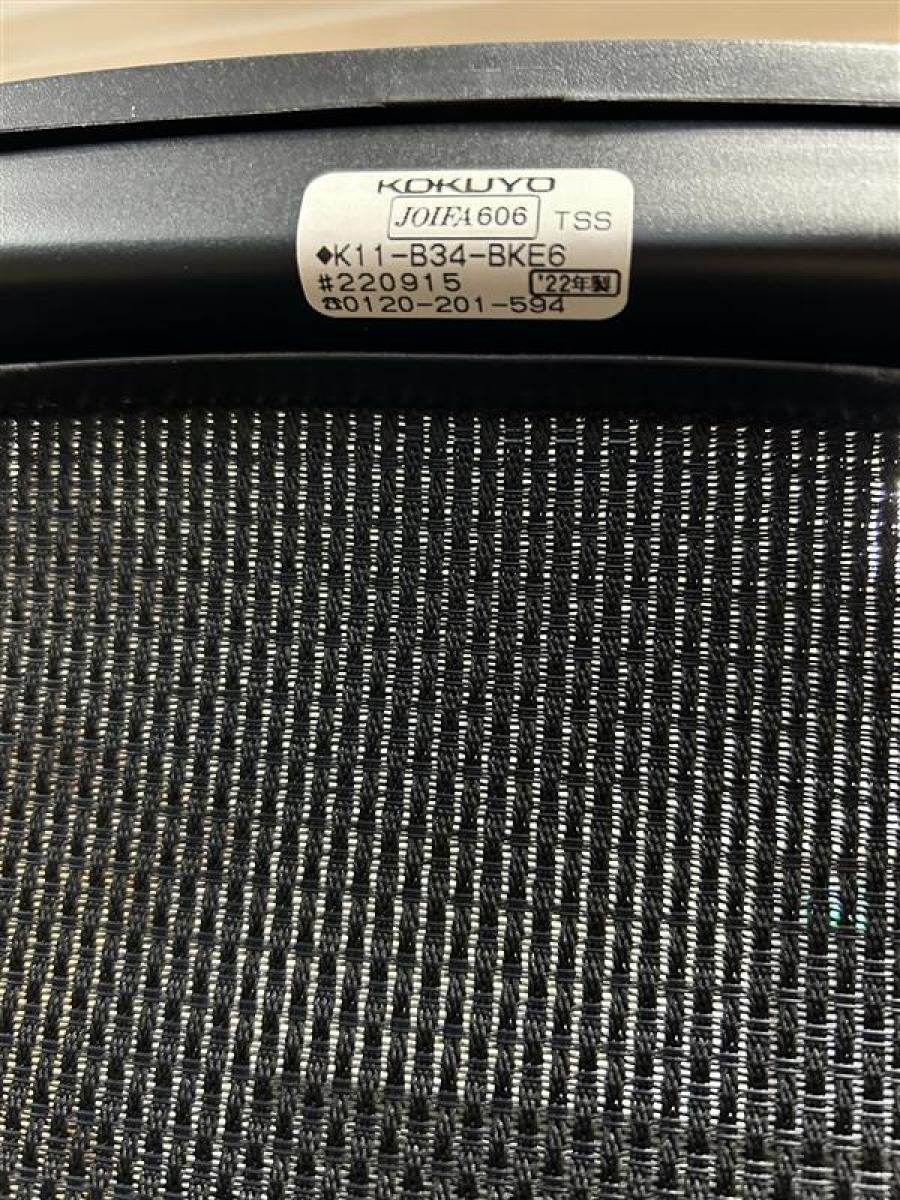 KOKUYO
JOIFA606 TSS
◆K11-B34-BKE6
#220915 '22年製
☎0120-201-594